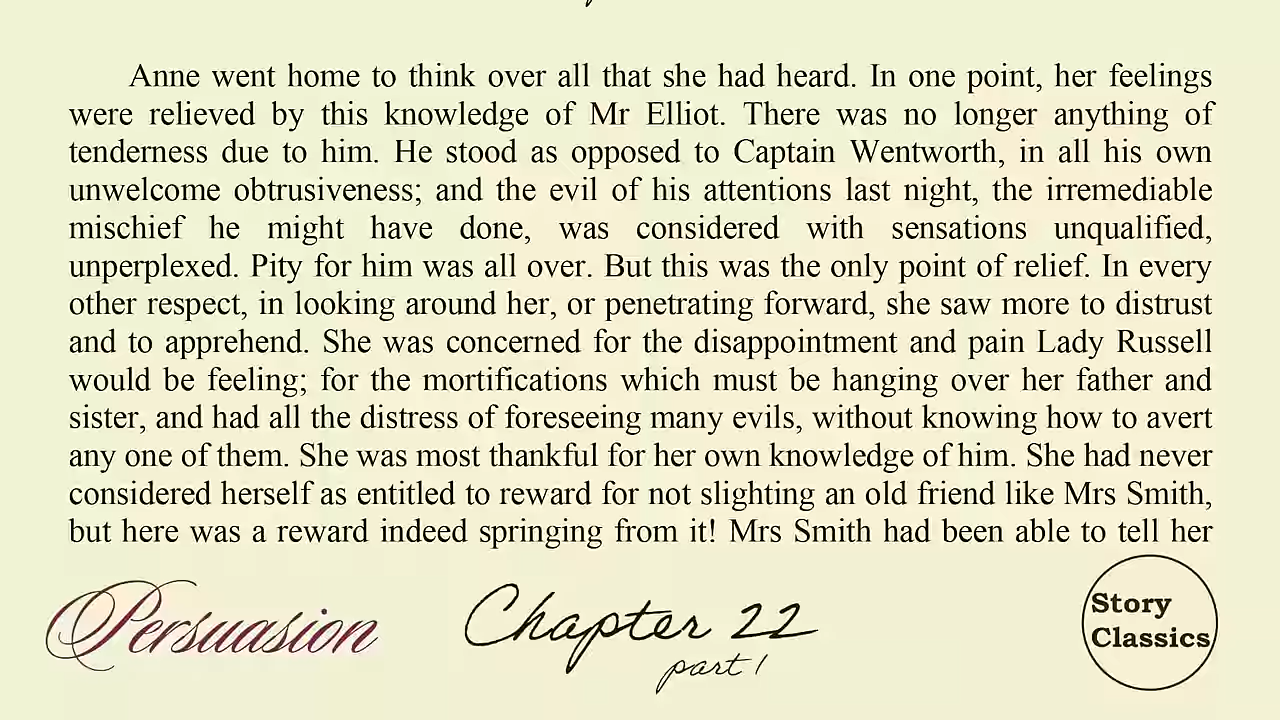 Anne went home to think over all that she had heard. In one point, her feelings
were relieved by this knowledge of Mr Elliot. There was no longer anything of
tenderness due to him. He stood as opposed to Captain Wentworth, in all his own
unwelcome obtrusiveness; and the evil of his attentions last night, the irremediable
mischief he might have done, was considered with sensations unqualified,
unperplexed. Pity for him was all over. But this was the only point of relief. In every
other respect, in looking around her, or penetrating forward, she saw more to distrust
and to apprehend. She was concerned for the disappointment and pain Lady Russell
would be feeling; for the mortifications which must be hanging over her father and
sister, and had all the distress of foreseeing many evils, without knowing how to avert
any one of them. She was most thankful for her own knowledge of him. She had never
considered herself as entitled to reward for not slighting an old friend like Mrs Smith,
but here was a reward indeed springing from it! Mrs Smith had been able to tell her
Persuasion
Chapter 22
part 1
Story
Classics